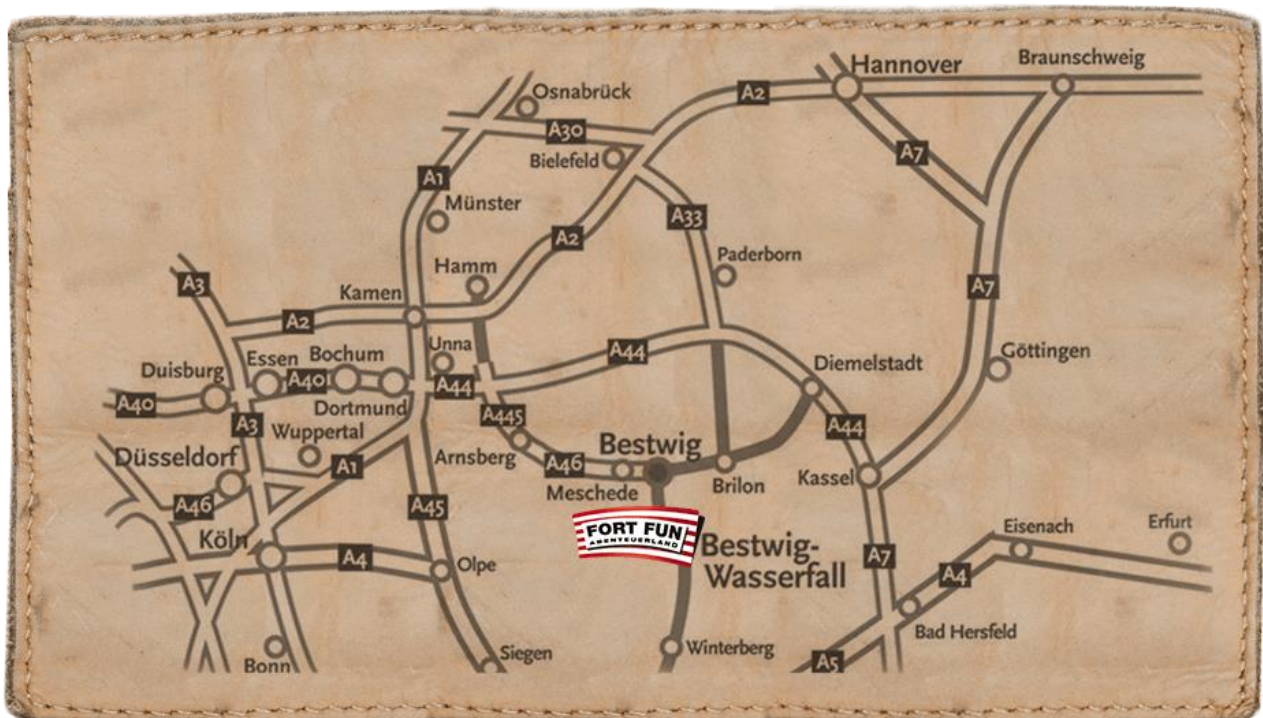 Hannover
Braunschweig
Osnabrück
A2
A30
Bielefeld
A7
A1
Münster
A33
A2
Paderborn
Hamm
A3
Kamen
A7
A2
Unna
A44
Göttingen
Essen
Bochum
Diemelstadt
Duisburg
A40
A44
A40
Dortmund
A445
A3
Wuppertal
A44
Bestwig
Düsseldorf
Arnsberg
A46
A1
Meschede
Brilon
Kassel
A46
A45
FORT FUN
ABENTEUERLAND
Eisenach
Erfurt
Köln
Bestwig-
Wasserfall
A4
Olpe
A7
A4
Bad Hersfeld
Siegen
Winterberg
Bonn
A5